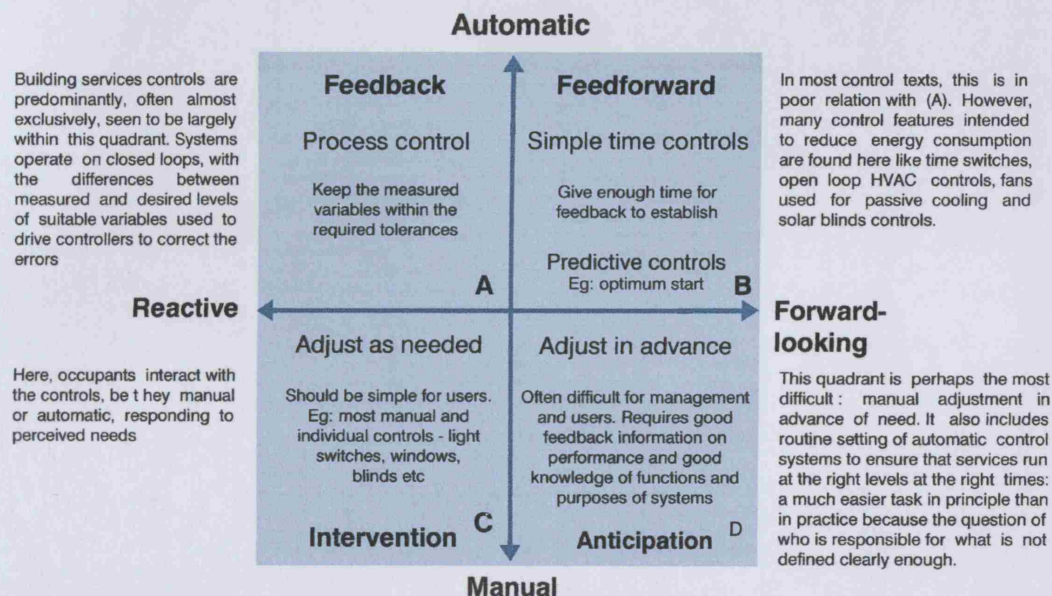 Automatic
Building services controls are
predominantly, often almost
exclusively, seen to be largely
within this quadrant. Systems
operate on closed loops, with
the differences between
measured and desired levels
of suitable variables used to
drive controllers to correct the
errors
Feedback
Process control
Keep the measured
variables within the
required tolerances
A
Feedforward
Simple time controls
Give enough time for
feedback to establish
Predictive controls
Eg: optimum start
B
In most control texts, this is in
poor relation with (A). However,
many control features intended
to reduce energy consumption
are found here like time switches,
open loop HVAC controls, fans
used for passive cooling and
solar blinds controls.
Reactive
Forward-
looking
Here, occupants interact with
the controls, be t hey manual
or automatic, responding to
perceived needs
Adjust as needed
Should be simple for users.
Eg: most manual and
individual controls - light
switches, windows,
blinds etc
C
Intervention
Adjust in advance
Often difficult for management
and users. Requires good
feedback information on
performance and good
knowledge of functions and
purposes of systems
D
Anticipation
This quadrant is perhaps the most
difficult : manual adjustment in
advance of need. It also includes
routine setting of automatic control
systems to ensure that services run
at the right levels at the right times:
a much easier task in principle than
in practice because the question of
who is responsible for what is not
defined clearly enough.
Manual